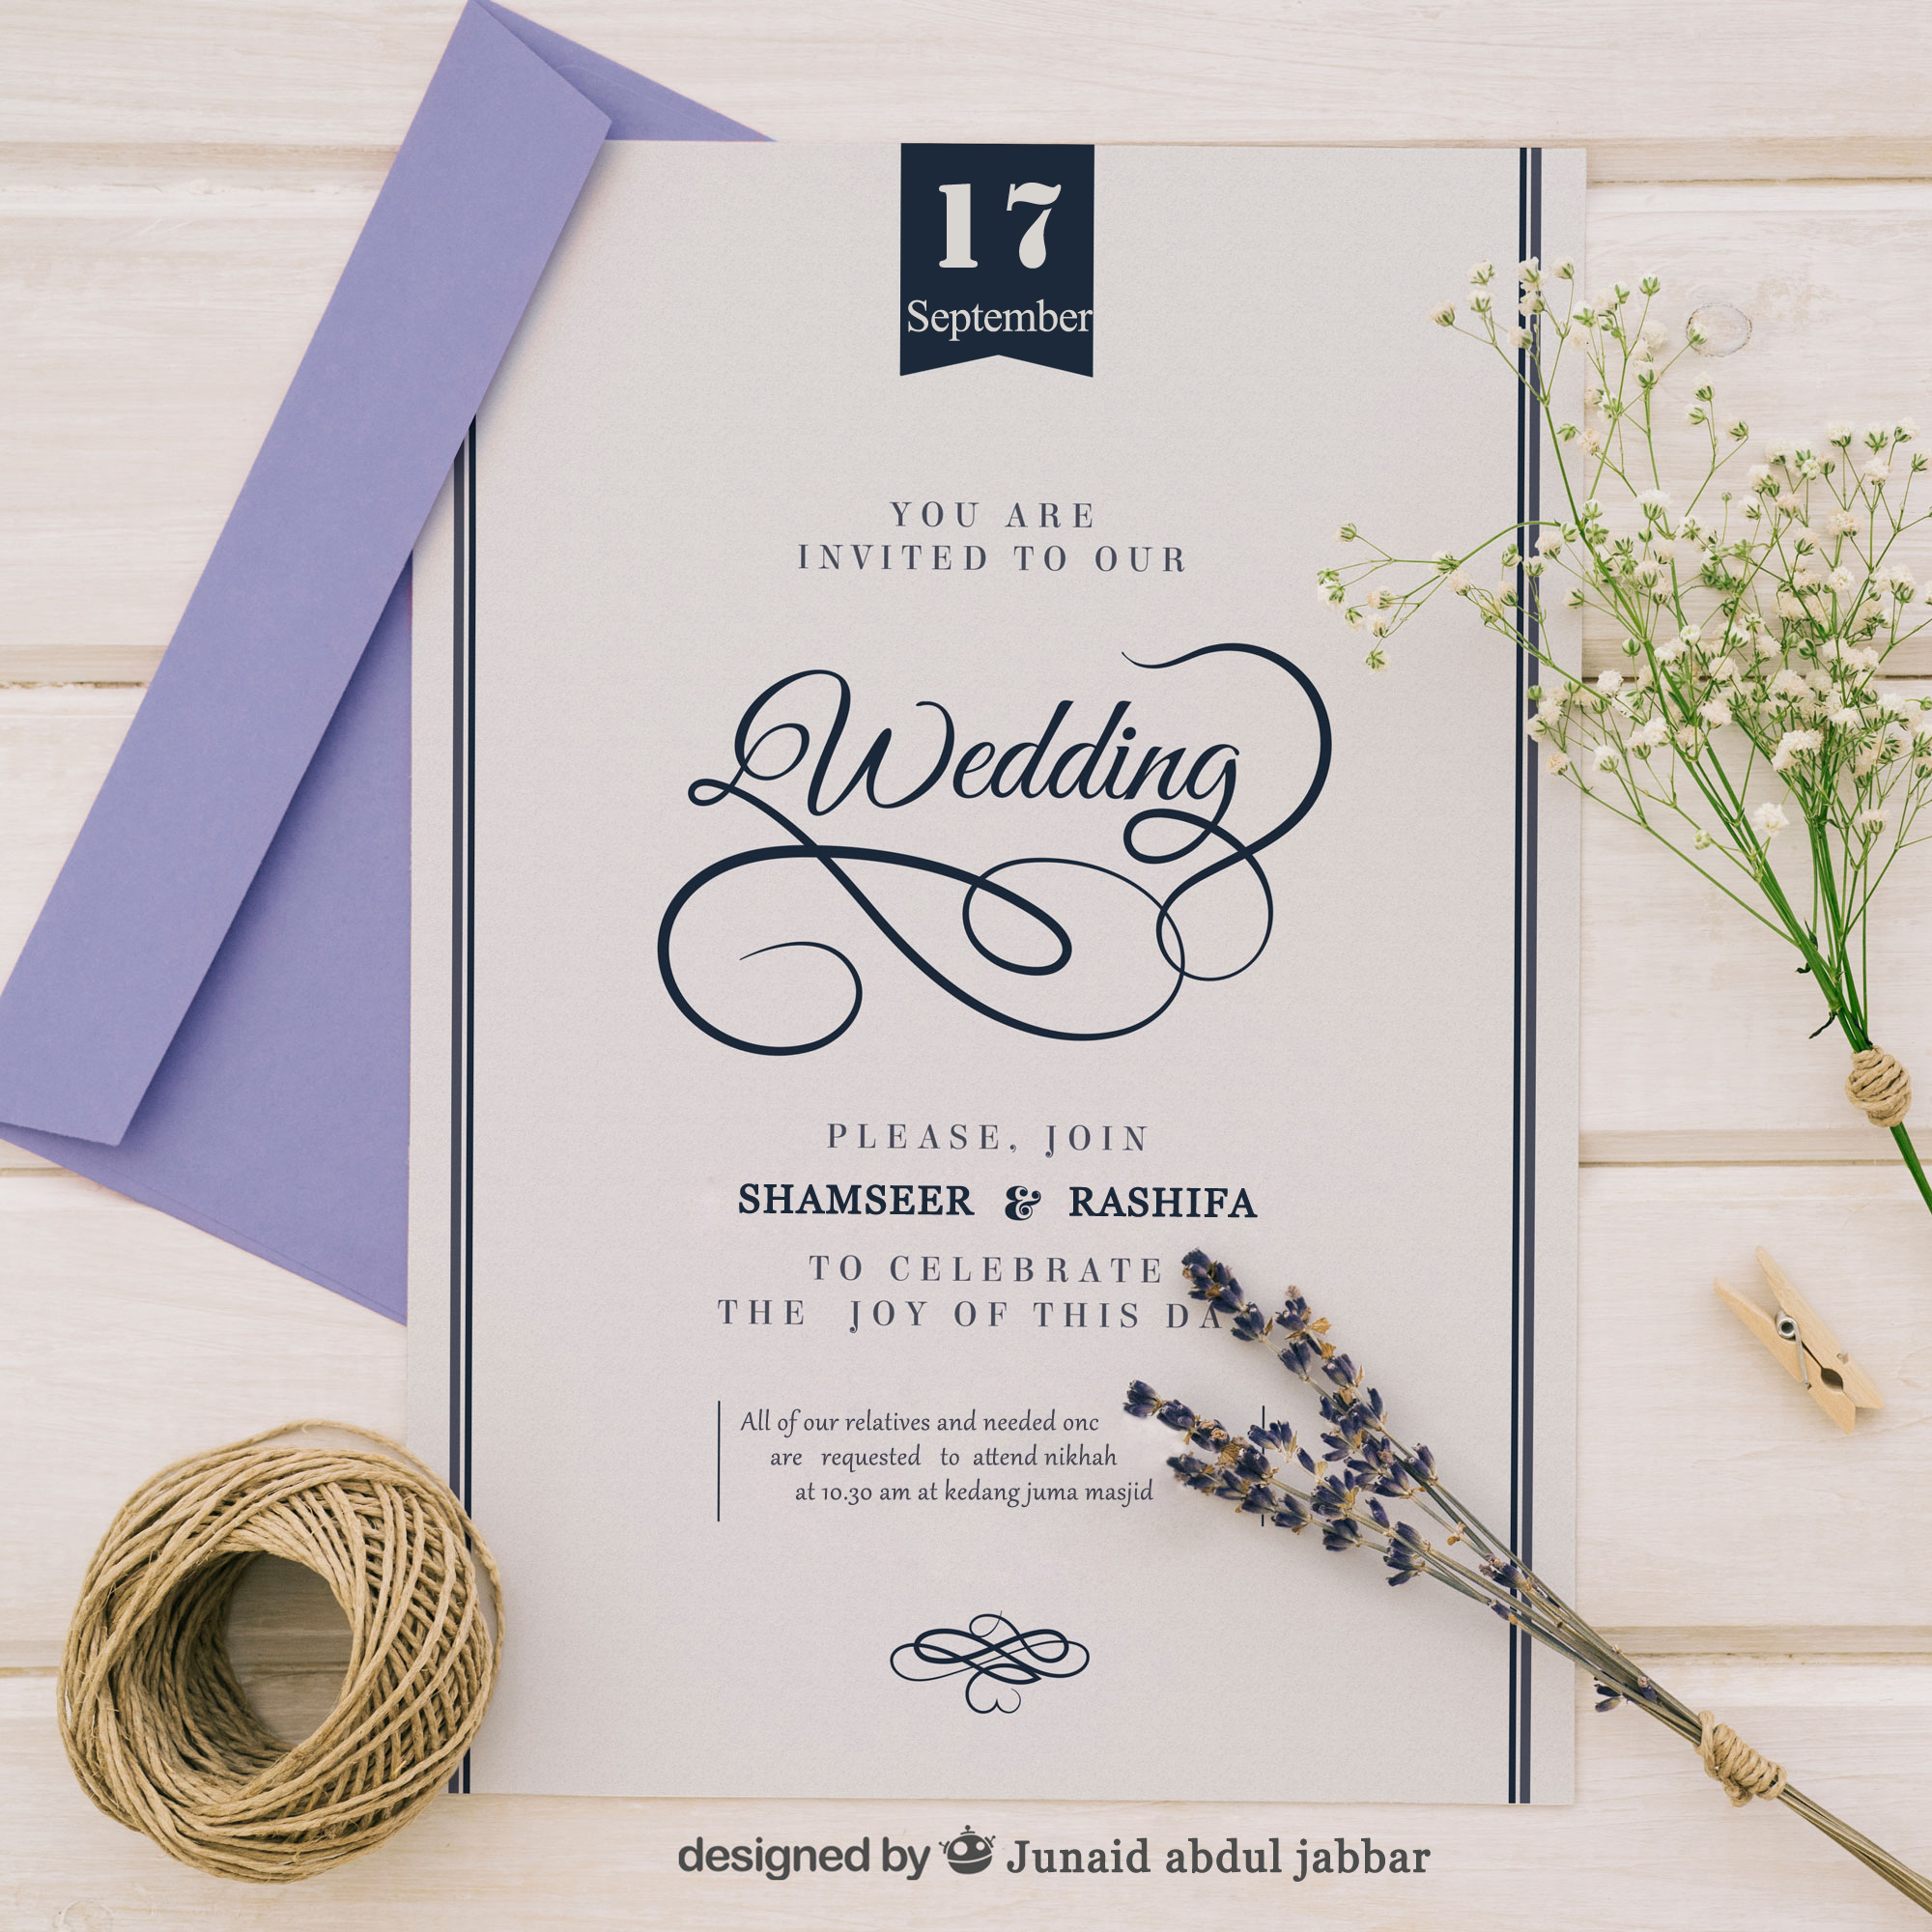 17
September
YOU ARE
INVITED TO OUR
Wedding
PLEASE, JOIN
SHAMSEER & RASHIFA
TO CELEBRATE
THE JOY OF THIS
All of our relatives and needed onc
are requested to attend nikhah
at 10.30 am at kedang juma masjid
designed by Junaid abdul jabbar